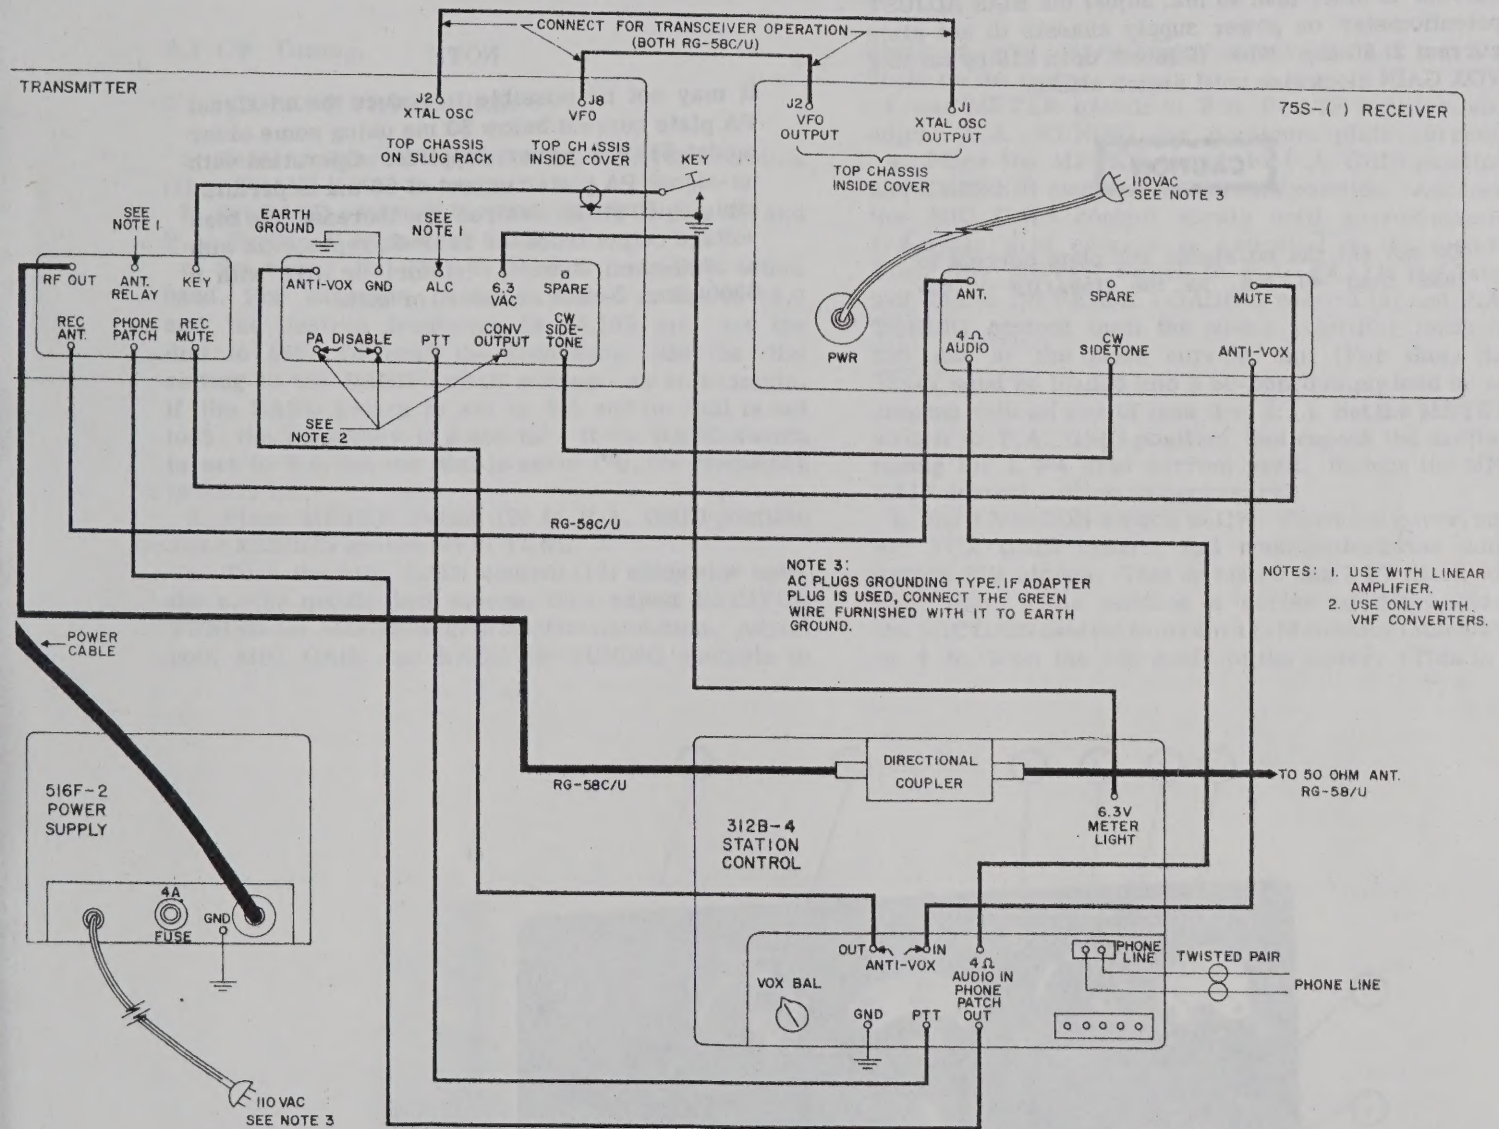 CONNECT FOR TRANSCEIVER OPERATION
(BOTH RG-58C/U)
TRANSMITTER
J2
XTAL OSC
TOP CHASSIS
ON SLUG RACK
J8
VFO
TOP CHASSIS
INSIDE COVER
KEY
J2
VFO
OUTPUT
J1
XTAL OSC
OUTPUT
TOP CHASSIS
INSIDE COVER
75S-( ) RECEIVER
110VAC
SEE NOTE 3
SEE
NOTE 1
EARTH
GROUND
SEE
NOTE 1
RF OUT
ANT.
RELAY
KEY
REC
ANT.
PHONE
PATCH
REC
MUTE
ANTI-VOX
GND
ALC
6.3
VAC
SPARE
PA DISABLE
PTT
CONV
OUTPUT
CW
SIDE-
TONE
SEE
NOTE 2
PWR
ANT.
SPARE
MUTE
4Ω
AUDIO
CW
SIDETONE
ANTI-VOX
RG-58C/U
NOTE 3:
AC PLUGS GROUNDING TYPE. IF ADAPTER
PLUG IS USED, CONNECT THE GREEN
WIRE FURNISHED WITH IT TO EARTH
GROUND.
NOTES: 1. USE WITH LINEAR
AMPLIFIER.
2. USE ONLY WITH
VHF CONVERTERS.
POWER
CABLE
516F-2
POWER
SUPPLY
4A
FUSE
GND
110 VAC
SEE NOTE 3
RG-58C/U
DIRECTIONAL
COUPLER
TO 50 OHM ANT.
RG-58/U
6.3V
METER
LIGHT
312B-4
STATION
CONTROL
OUT
IN
ANTI-VOX
4Ω
AUDIO IN
PHONE
PATCH
OUT
VOX BAL
GND
PTT
PHONE
LINE
TWISTED PAIR
PHONE LINE